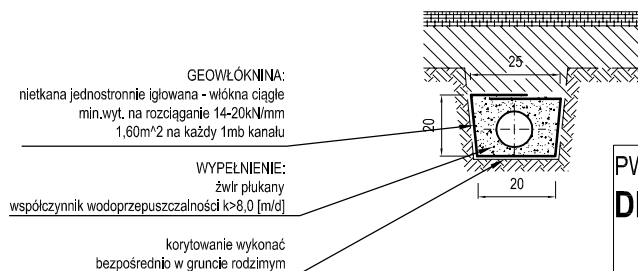 GEOWŁÓKNINA:
nietkana jednostronnie igłowana - włókna ciągłe
min.wyt. na rozciąganie 14-20kN/mm
1,60m^2 na każdy 1mb kanału
WYPEŁNIENIE:
żwir płukany
współczynnik wodoprzepuszczalności k>8,0 [m/d]
korytowanie wykonać
bezpośrednio w gruncie rodzimym
25
20
20
PW